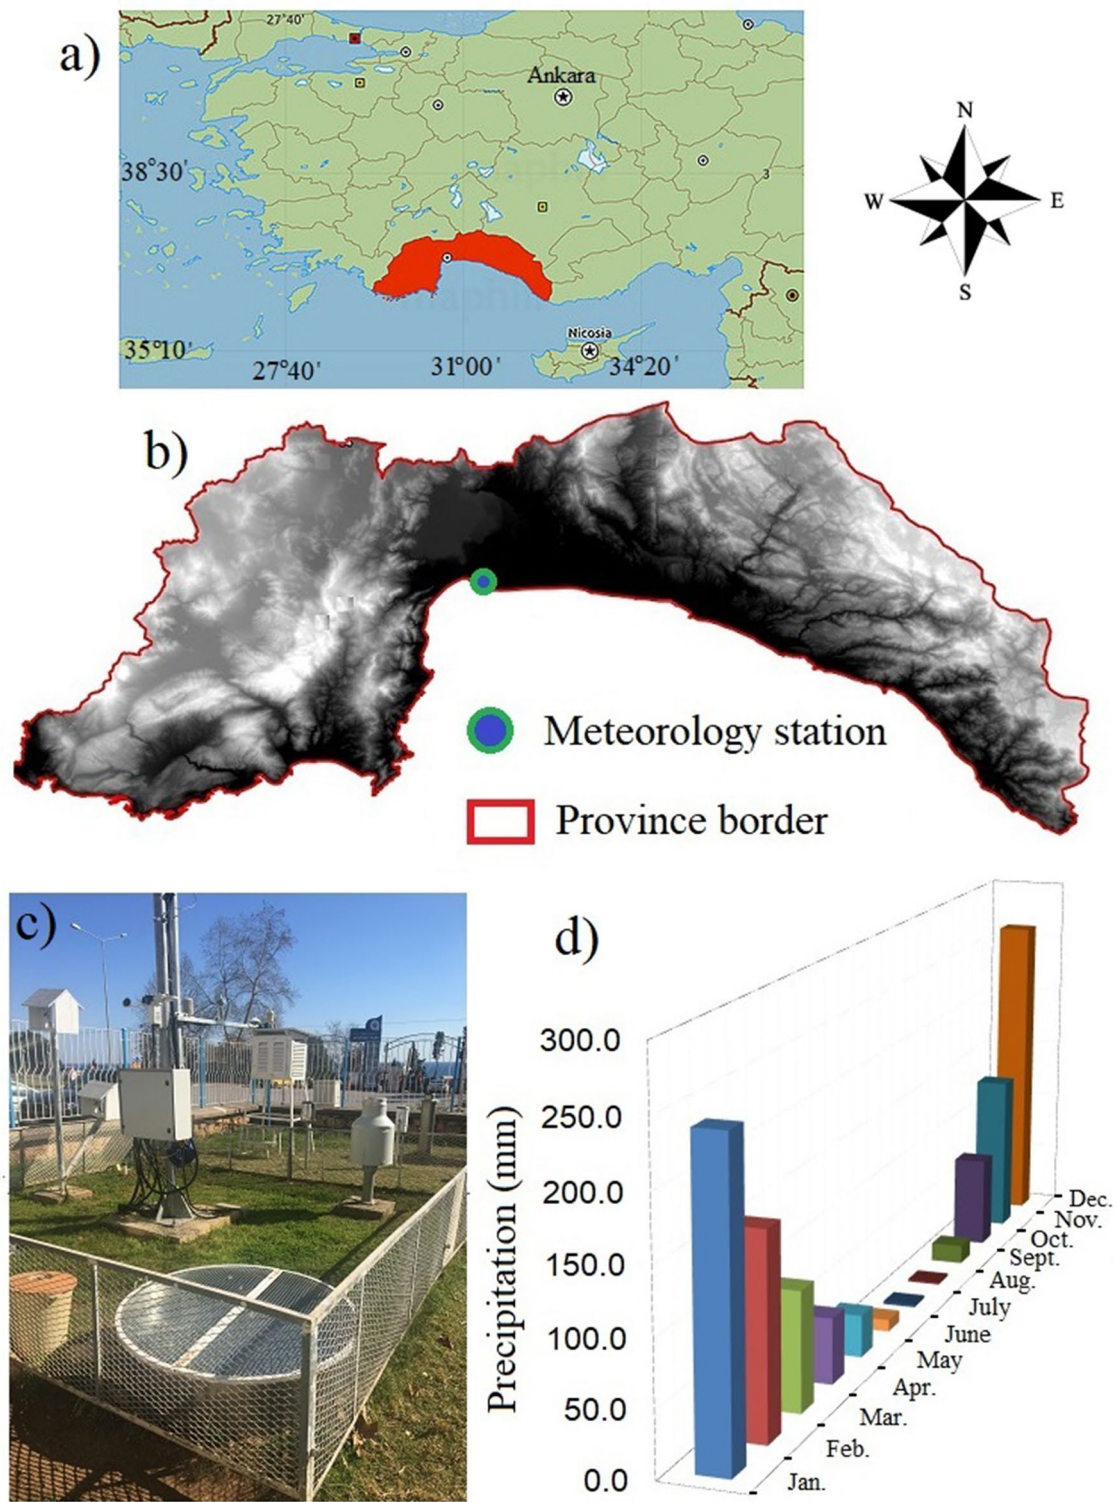 a)
27°40'
Ankara
38°30'
3
Nicosia
35°10'
27°40'
31°00'
34°20'
N
W
E
S
b)
Meteorology station
Province border
c)
d)
Precipitation (mm)
300.0
250.0
200.0
150.0
100.0
50.0
0.0
Jan.
Feb.
Mar.
Apr.
May
June
July
Aug.
Sept.
Oct.
Nov.
Dec.